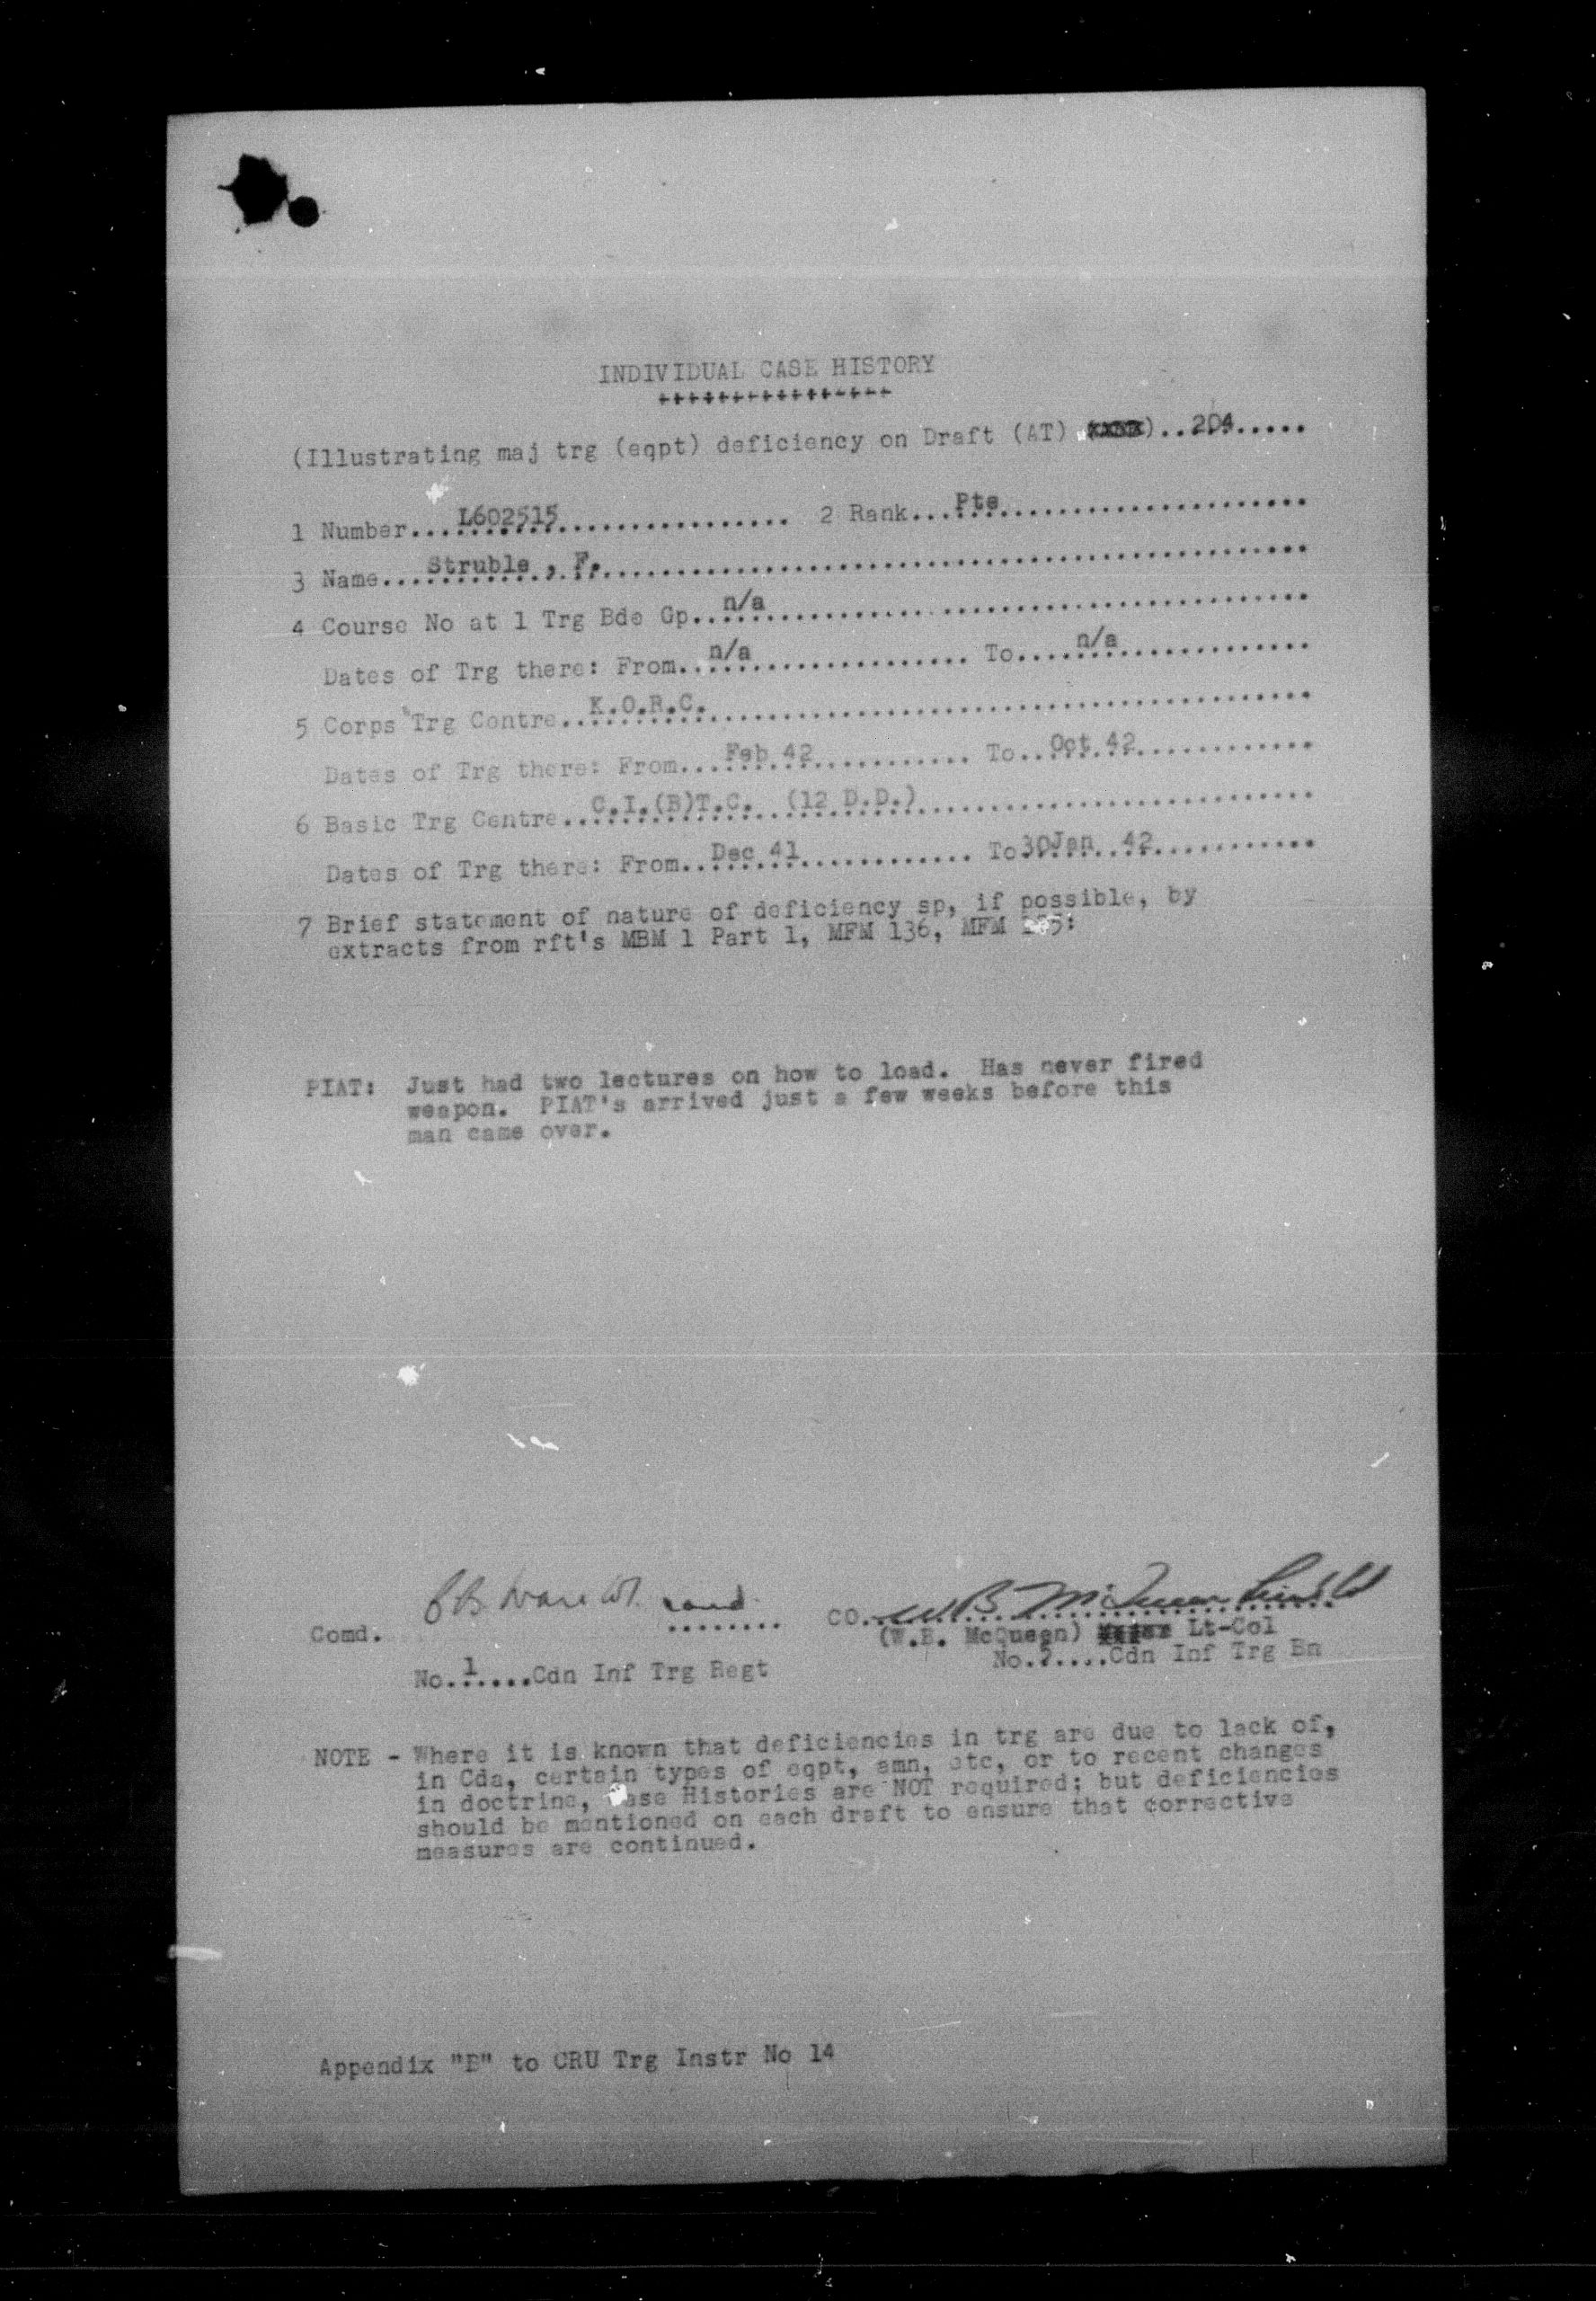 INDIVIDUAL CASE HISTORY
++++++++++++++++
(Illustrating maj trg (eqpt) deficiency on Draft (AT) (xxxx)..204.....
1 Number...L602515................ 2 Rank...Pte.....................
3 Name...Struble , F................................................
4 Course No at 1 Trg Bde Gp..n/a....................................
Dates of Trg there: From..n/a............... To....n/a.............
5 Corps Trg Centre..K.O.R.C.........................................
Dates of Trg there: From...Feb 42........... To..Oct 42............
6 Basic Trg Centre..C.I.(B)T.C. (12 D.D.)...........................
Dates of Trg there: From..Dec 41............ To 30Jan 42...........
7 Brief statement of nature of deficiency sp, if possible, by
extracts from rft's MBM 1 Part 1, MFM 136, MFM
PIAT: Just had two lectures on how to load. Has never fired
weapon. PIAT's arrived just a few weeks before this
man came over.
Comd. ........ CO................................
(W.B. McQueen) Major Lt-Col
No..1....Cdn Inf Trg Regt No.......Cdn Inf Trg Bn
NOTE - Where it is known that deficiencies in trg are due to lack of,
in Cda, certain types of eqpt, amn, etc, or to recent changes
in doctrine, Case Histories are NOT required; but deficiencies
should be mentioned on each draft to ensure that corrective
measures are continued.
Appendix "B" to CRU Trg Instr No 14